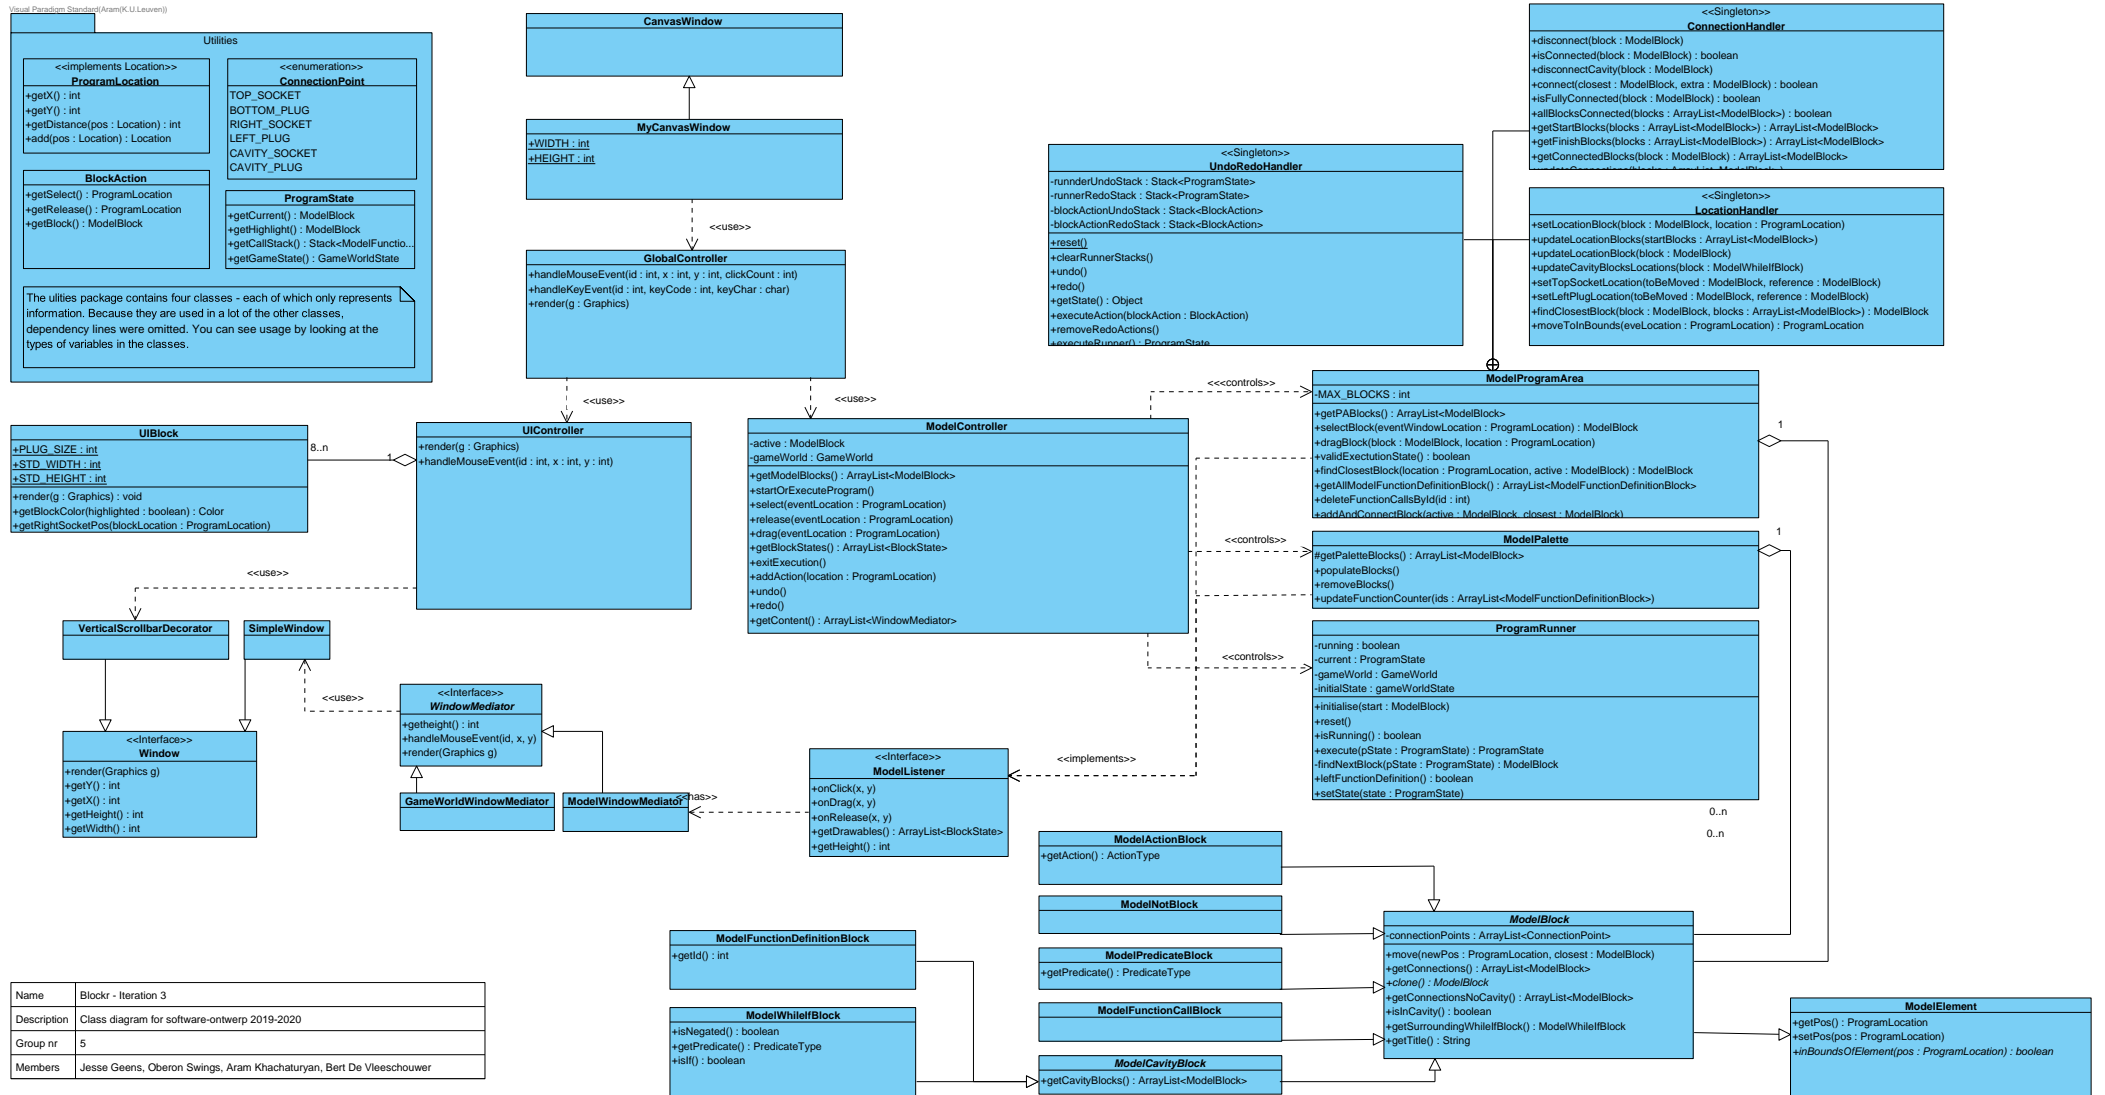 Visual Paradigm Standard(Aram(K.U.Leuven))
Utilities
<<implements Location>>
ProgramLocation
+getX() : int
+getY() : int
+getDistance(pos : Location) : int
+add(pos : Location) : Location
<<enumeration>>
ConnectionPoint
TOP_SOCKET
BOTTOM_PLUG
RIGHT_SOCKET
LEFT_PLUG
CAVITY_SOCKET
CAVITY_PLUG
BlockAction
+getSelect() : ProgramLocation
+getRelease() : ProgramLocation
+getBlock() : ModelBlock
ProgramState
+getCurrent() : ModelBlock
+getHighlight() : ModelBlock
+getCallStack() : Stack<ModelFunctio...
+getGameState() : GameWorldState
The ulities package contains four classes - each of which only represents
information. Because they are used in a lot of the other classes,
dependency lines were omitted. You can see usage by looking at the
types of variables in the classes.
CanvasWindow
MyCanvasWindow
+WIDTH : int
+HEIGHT : int
<<use>>
GlobalController
+handleMouseEvent(id : int, x : int, y : int, clickCount : int)
+handleKeyEvent(id : int, keyCode : int, keyChar : char)
+render(g : Graphics)
<<use>>
<<use>>
<<Singleton>>
UndoRedoHandler
-runnderUndoStack : Stack<ProgramState>
-runnerRedoStack : Stack<ProgramState>
-blockActionUndoStack : Stack<BlockAction>
-blockActionRedoStack : Stack<BlockAction>
+reset()
+clearRunnerStacks()
+undo()
+redo()
+getState() : Object
+executeAction(blockAction : BlockAction)
+removeRedoActions()
+executeRunner() : ProgramState
<<Singleton>>
ConnectionHandler
+disconnect(block : ModelBlock)
+isConnected(block : ModelBlock) : boolean
+disconnectCavity(block : ModelBlock)
+connect(closest : ModelBlock, extra : ModelBlock) : boolean
+isFullyConnected(block : ModelBlock) : boolean
+allBlocksConnected(blocks : ArrayList<ModelBlock>) : boolean
+getStartBlocks(blocks : ArrayList<ModelBlock>) : ArrayList<ModelBlock>
+getFinishBlocks(blocks : ArrayList<ModelBlock>) : ArrayList<ModelBlock>
+getConnectedBlocks(block : ModelBlock) : ArrayList<ModelBlock>
<<Singleton>>
LocationHandler
+setLocationBlock(block : ModelBlock, location : ProgramLocation)
+updateLocationBlocks(startBlocks : ArrayList<ModelBlock>)
+updateLocationBlock(block : ModelBlock)
+updateCavityBlocksLocations(block : ModelWhileIfBlock)
+setTopSocketLocation(toBeMoved : ModelBlock, reference : ModelBlock)
+setLeftPlugLocation(toBeMoved : ModelBlock, reference : ModelBlock)
+findClosestBlock(block : ModelBlock, blocks : ArrayList<ModelBlock>) : ModelBlock
+moveToInBounds(eveLocation : ProgramLocation) : ProgramLocation
UIBlock
+PLUG_SIZE : int
+STD_WIDTH : int
+STD_HEIGHT : int
+render(g : Graphics) : void
+getBlockColor(highlighted : boolean) : Color
+getRightSocketPos(blockLocation : ProgramLocation)
8..n
1
UIController
+render(g : Graphics)
+handleMouseEvent(id : int, x : int, y : int)
<<use>>
ModelController
-active : ModelBlock
-gameWorld : GameWorld
+getModelBlocks() : ArrayList<ModelBlock>
+startOrExecuteProgram()
+select(eventLocation : ProgramLocation)
+release(eventLocation : ProgramLocation)
+drag(eventLocation : ProgramLocation)
+getBlockStates() : ArrayList<BlockState>
+exitExecution()
+addAction(location : ProgramLocation)
+undo()
+redo()
+getContent() : ArrayList<WindowMediator>
<<<controls>>
<<controls>>
<<controls>>
ModelProgramArea
-MAX_BLOCKS : int
+getPABlocks() : ArrayList<ModelBlock>
+selectBlock(eventWindowLocation : ProgramLocation) : ModelBlock
+dragBlock(block : ModelBlock, location : ProgramLocation)
+validExectutionState() : boolean
+findClosestBlock(location : ProgramLocation, active : ModelBlock) : ModelBlock
+getAllModelFunctionDefinitionBlock() : ArrayList<ModelFunctionDefinitionBlock>
+deleteFunctionCallsById(id : int)
+addAndConnectBlock(active : ModelBlock, closest : ModelBlock)
1
ModelPalette
#getPaletteBlocks() : ArrayList<ModelBlock>
+populateBlocks()
+removeBlocks()
+updateFunctionCounter(ids : ArrayList<ModelFunctionDefinitionBlock>)
1
ProgramRunner
-running : boolean
-current : ProgramState
-gameWorld : GameWorld
-initialState : gameWorldState
+initialise(start : ModelBlock)
+reset()
+isRunning() : boolean
+execute(pState : ProgramState) : ProgramState
-findNextBlock(pState : ProgramState) : ModelBlock
+leftFunctionDefinition() : boolean
+setState(state : ProgramState)
0..n
0..n
VerticalScrollbarDecorator
SimpleWindow
<<use>>
<<Interface>>
Window
+render(Graphics g)
+getY() : int
+getX() : int
+getHeight() : int
+getWidth() : int
<<Interface>>
WindowMediator
+getheight() : int
+handleMouseEvent(id, x, y)
+render(Graphics g)
GameWorldWindowMediator
ModelWindowMediator
<<has>>
<<Interface>>
ModelListener
+onClick(x, y)
+onDrag(x, y)
+onRelease(x, y)
+getDrawables() : ArrayList<BlockState>
+getHeight() : int
<<implements>>
ModelActionBlock
+getAction() : ActionType
ModelNotBlock
ModelPredicateBlock
+getPredicate() : PredicateType
ModelFunctionCallBlock
ModelCavityBlock
+getCavityBlocks() : ArrayList<ModelBlock>
ModelFunctionDefinitionBlock
+getId() : int
ModelWhileIfBlock
+isNegated() : boolean
+getPredicate() : PredicateType
+isIf() : boolean
ModelBlock
-connectionPoints : ArrayList<ConnectionPoint>
+move(newPos : ProgramLocation, closest : ModelBlock)
+getConnections() : ArrayList<ModelBlock>
+clone() : ModelBlock
+getConnectionsNoCavity() : ArrayList<ModelBlock>
+isInCavity() : boolean
+getSurroundingWhileIfBlock() : ModelWhileIfBlock
+getTitle() : String
ModelElement
+getPos() : ProgramLocation
+setPos(pos : ProgramLocation)
+inBoundsOfElement(pos : ProgramLocation) : boolean
Name Blockr - Iteration 3
Description Class diagram for software-ontwerp 2019-2020
Group nr 5
Members Jesse Geens, Oberon Swings, Aram Khachaturyan, Bert De Vleeschouwer